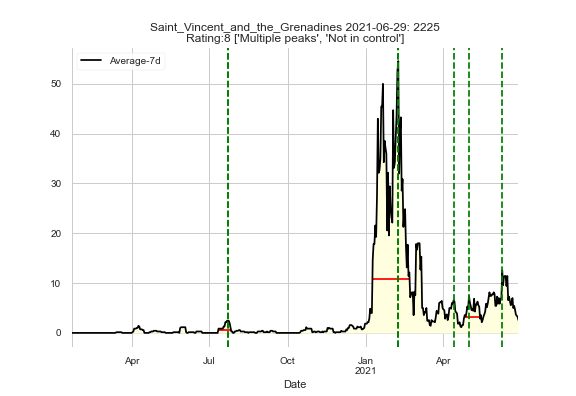 Saint_Vincent_and_the_Grenadines 2021-06-29: 2225
Rating:8 ['Multiple peaks', 'Not in control']
Average-7d
50
40
30
20
10
0
Apr
Jul
Oct
Jan
2021
Apr
Date